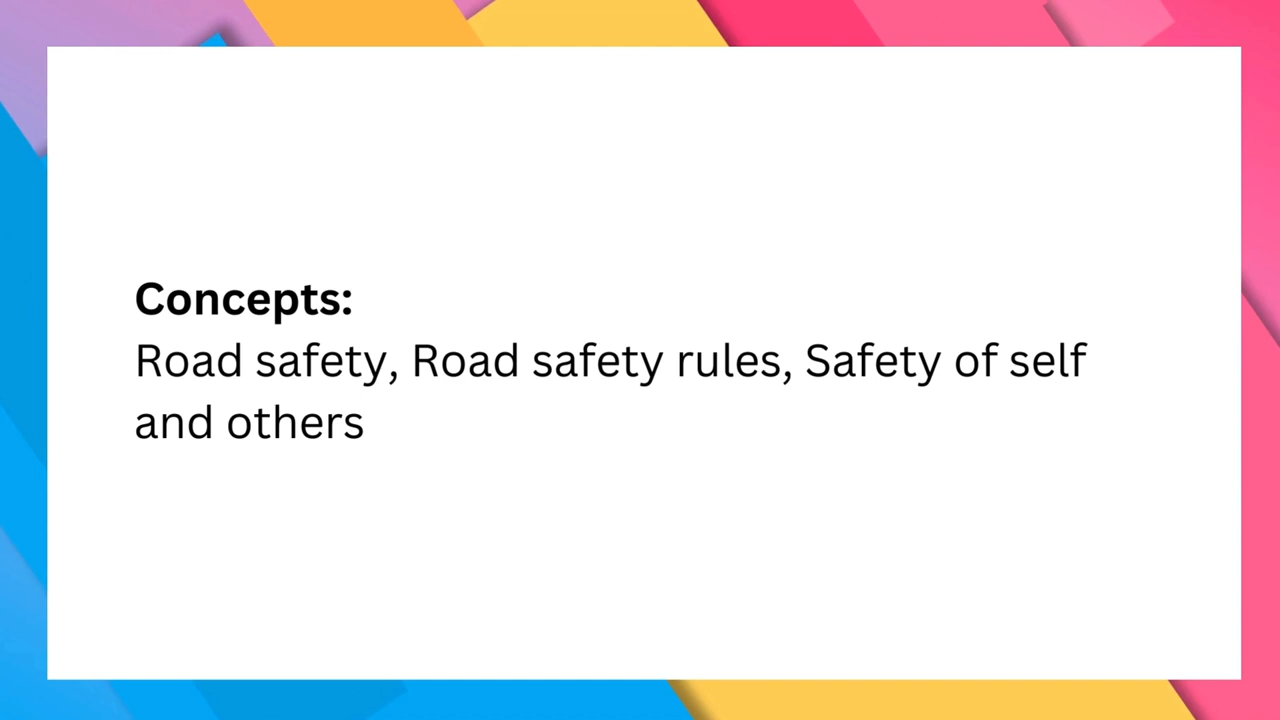 Concepts:
Road safety, Road safety rules, Safety of self
and others